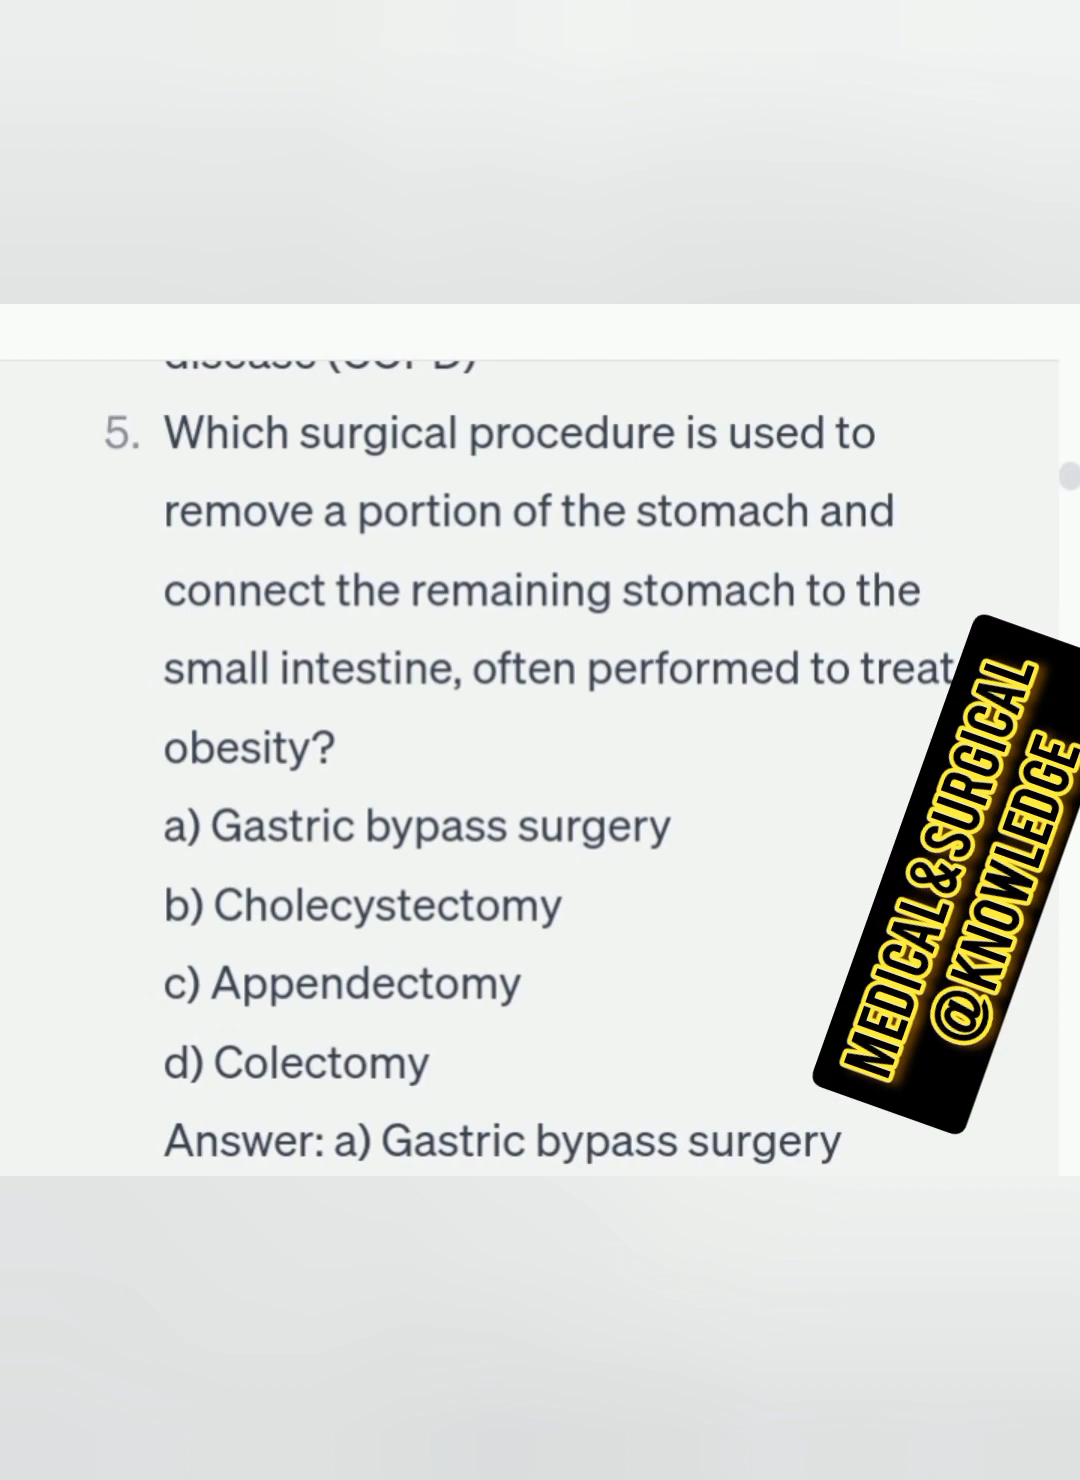 disease (COPD)
5. Which surgical procedure is used to
remove a portion of the stomach and
connect the remaining stomach to the
small intestine, often performed to treat
obesity?
a) Gastric bypass surgery
b) Cholecystectomy
c) Appendectomy
d) Colectomy
Answer: a) Gastric bypass surgery
MEDICAL & SURGICAL
@KNOWLEDGE